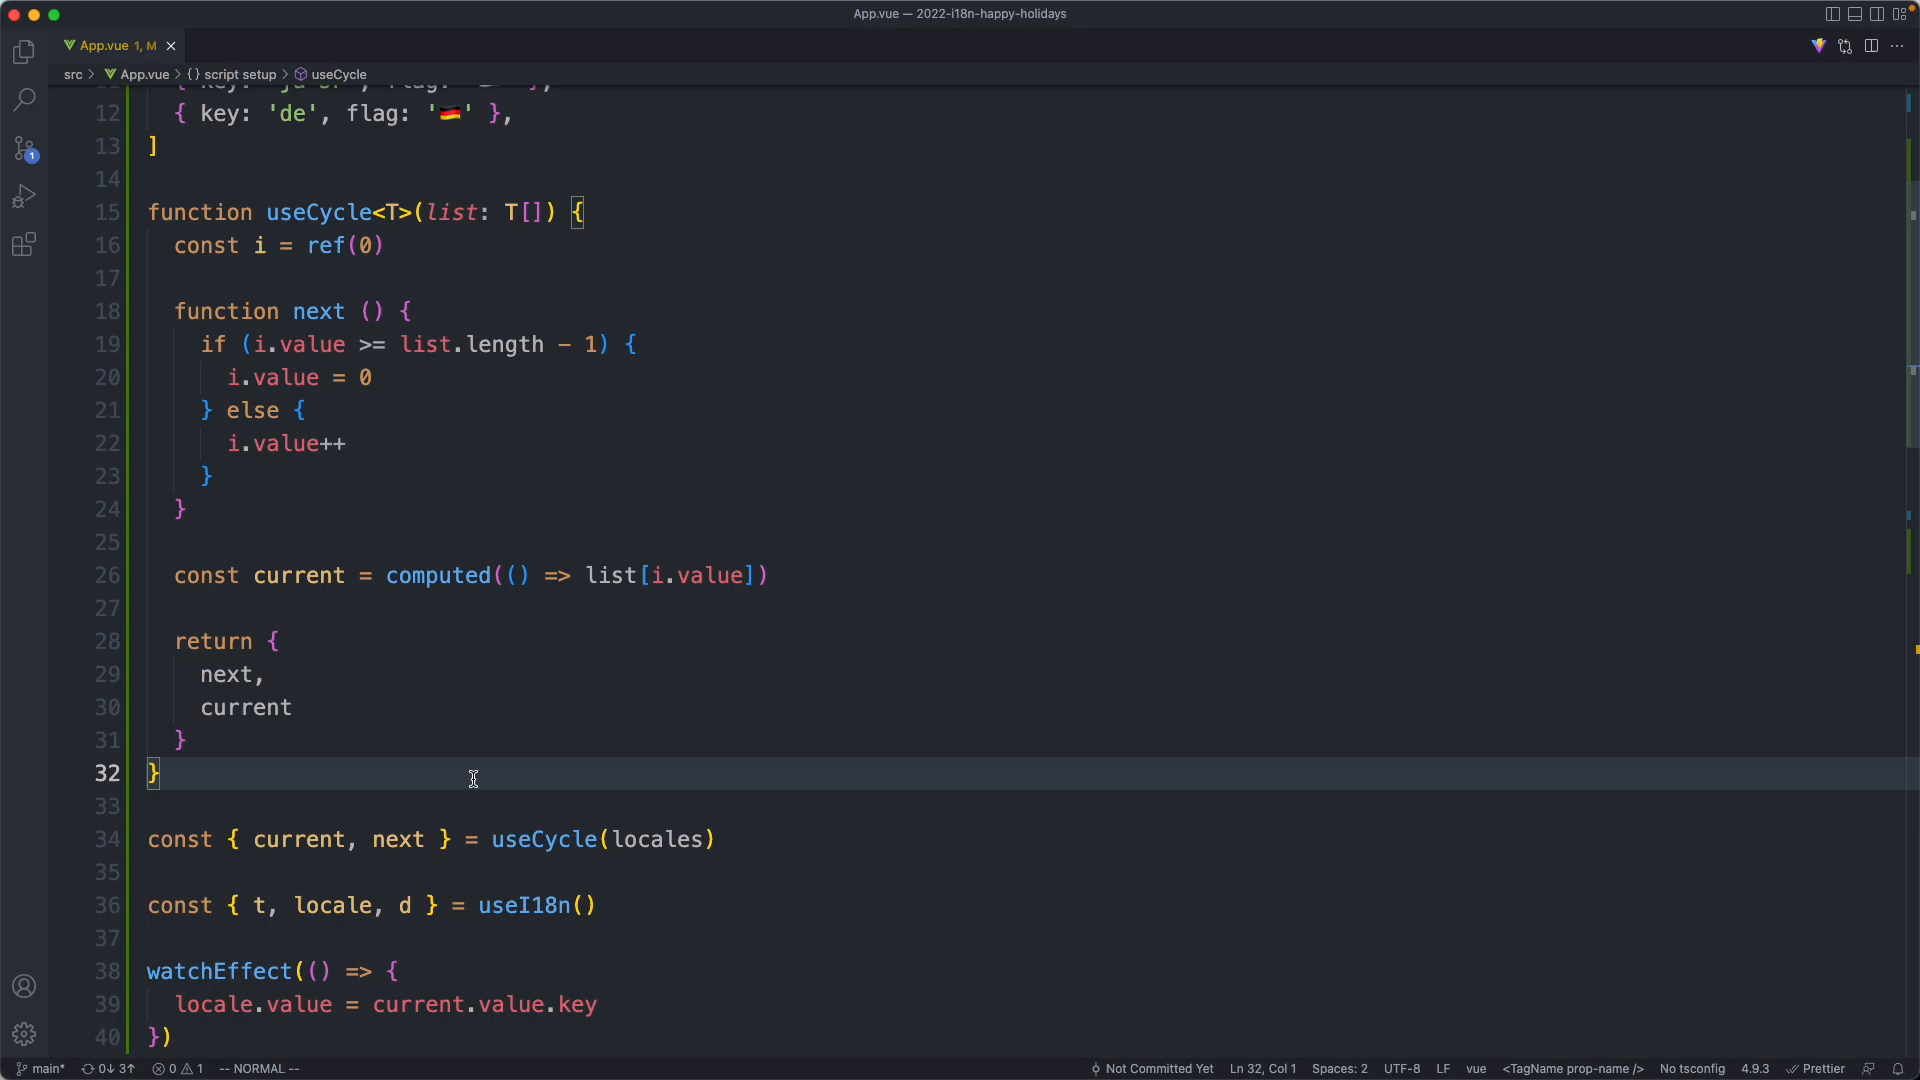 App.vue — 2022-i18n-happy-holidays
App.vue 1, M
src > App.vue > {} script setup > useCycle
12 { key: 'de', flag: '🇩🇪' },
13 ]
14
15 function useCycle<T>(list: T[]) {
16 const i = ref(0)
17
18 function next () {
19 if (i.value >= list.length - 1) {
20 i.value = 0
21 } else {
22 i.value++
23 }
24 }
25
26 const current = computed(() => list[i.value])
27
28 return {
29 next,
30 current
31 }
32 }
33
34 const { current, next } = useCycle(locales)
35
36 const { t, locale, d } = useI18n()
37
38 watchEffect(() => {
39 locale.value = current.value.key
40 })
1
main* 0↓ 3↑ 0 1 -- NORMAL -- Not Committed Yet Ln 32, Col 1 Spaces: 2 UTF-8 LF vue <TagName prop-name /> No tsconfig 4.9.3 Prettier